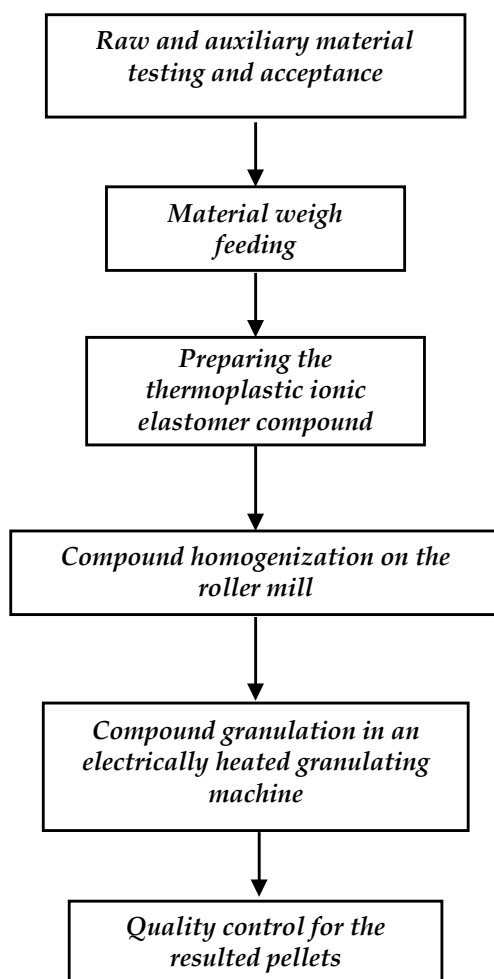 Raw and auxiliary material
testing and acceptance
Material weigh
feeding
Preparing the
thermoplastic ionic
elastomer compound
Compound homogenization on the
roller mill
Compound granulation in an
electrically heated granulating
machine
Quality control for the
resulted pellets